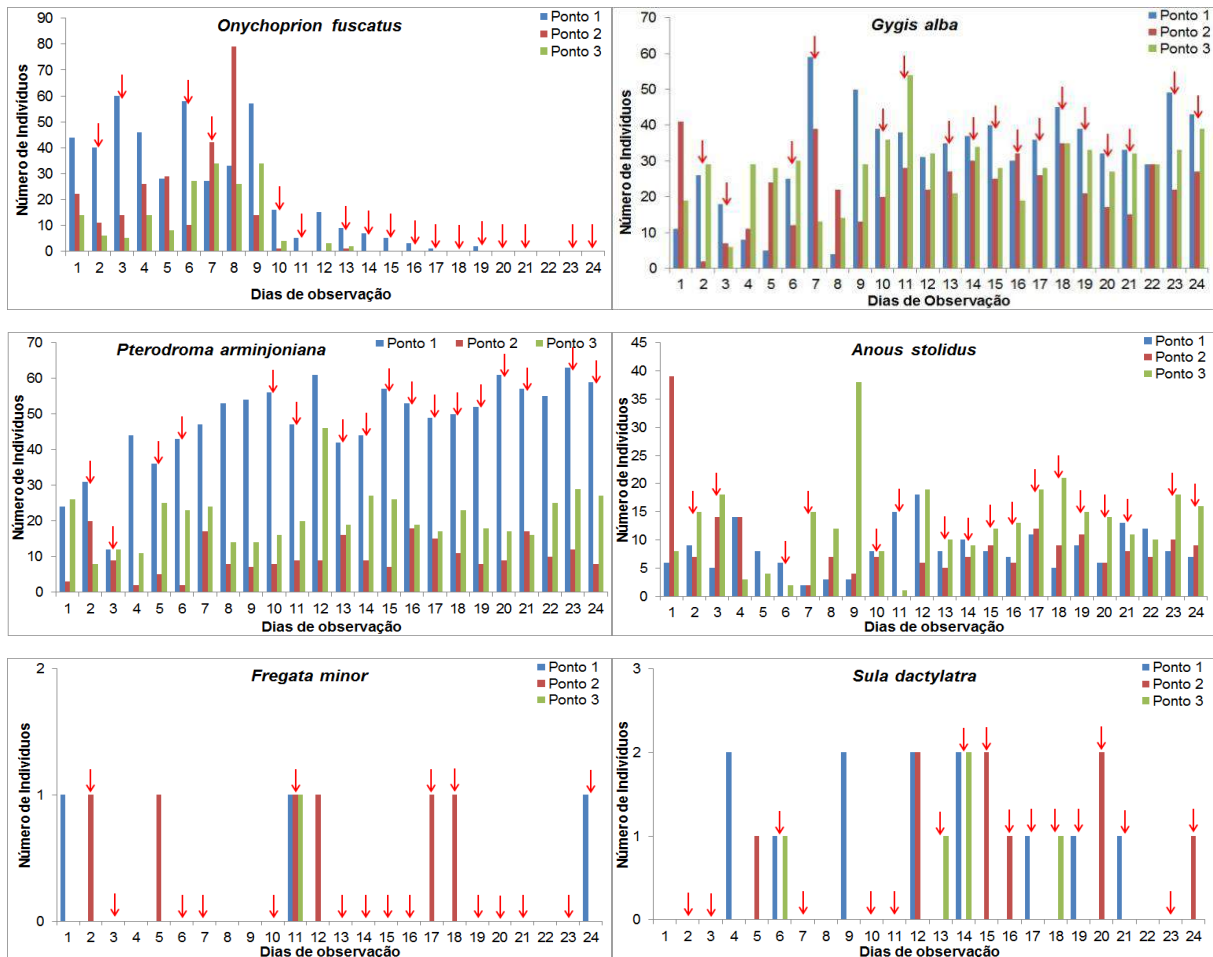 Onychoprion fuscatus
Ponto 1
Ponto 2
Ponto 3
Número de Indivíduos
90
80
70
60
50
40
30
20
10
0
1 2 3 4 5 6 7 8 9 10 11 12 13 14 15 16 17 18 19 20 21 22 23 24
Dias de observação
Gygis alba
Ponto 1
Ponto 2
Ponto 3
Número de Indivíduos
70
60
50
40
30
20
10
0
1 2 3 4 5 6 7 8 9 10 11 12 13 14 15 16 17 18 19 20 21 22 23 24
Dias de Observação
Pterodroma arminjoniana
Ponto 1 Ponto 2 Ponto 3
Número de Indivíduos
70
60
50
40
30
20
10
0
1 2 3 4 5 6 7 8 9 10 11 12 13 14 15 16 17 18 19 20 21 22 23 24
Dias de observação
Anous stolidus
Ponto 1
Ponto 2
Ponto 3
Número de Indivíduos
45
40
35
30
25
20
15
10
5
0
1 2 3 4 5 6 7 8 9 10 11 12 13 14 15 16 17 18 19 20 21 22 23 24
Dias de observação
Fregata minor
Ponto 1
Ponto 2
Ponto 3
Número de Indivíduos
2
1
0
1 2 3 4 5 6 7 8 9 10 11 12 13 14 15 16 17 18 19 20 21 22 23 24
Dias de observação
Sula dactylatra
Ponto 1
Ponto 2
Ponto 3
Número de Indivíduos
3
2
1
0
1 2 3 4 5 6 7 8 9 10 11 12 13 14 15 16 17 18 19 20 21 22 23 24
Dias de observação